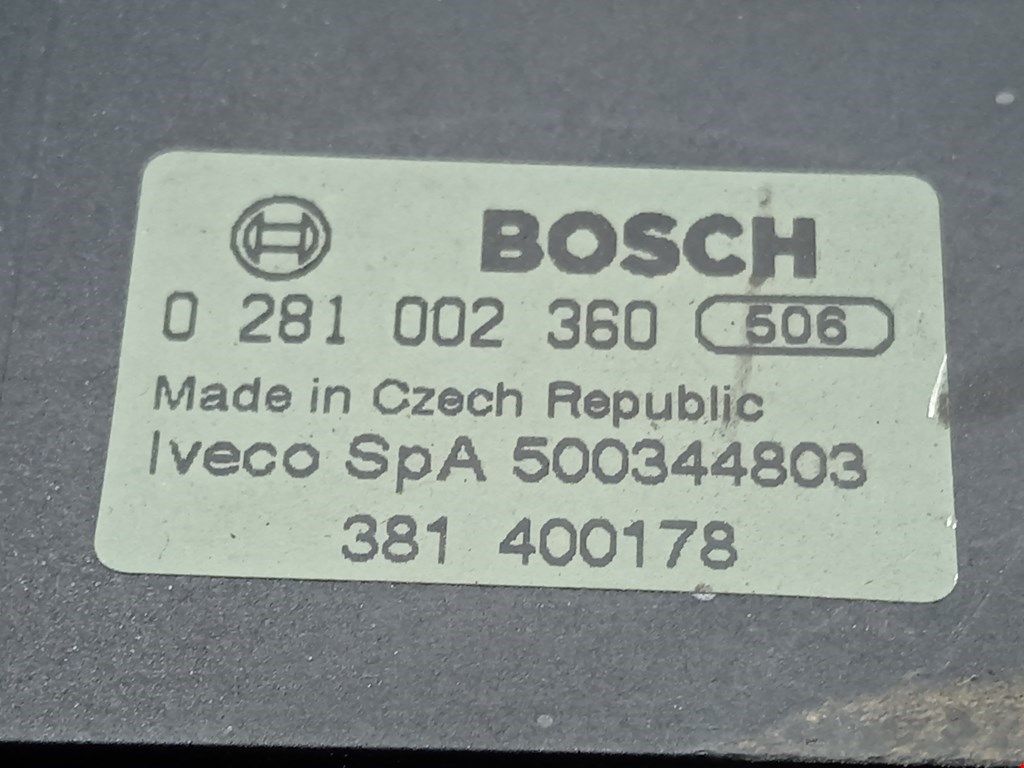 BOSCH
0 281 002 360 506
Made in Czech Republic
Iveco SpA 500344803
381 400178